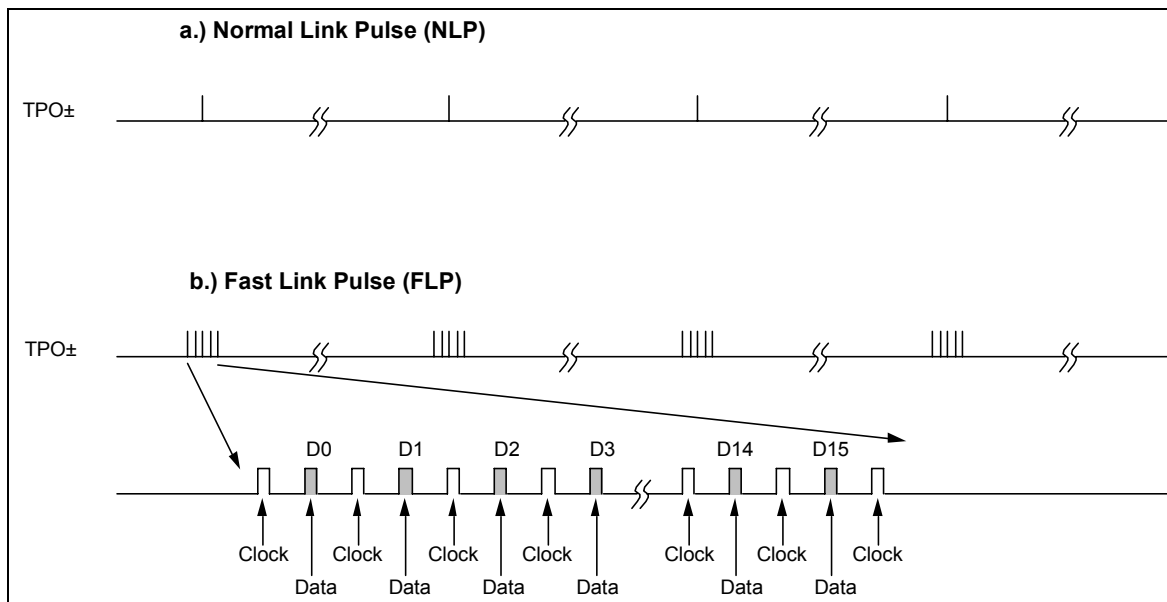 a.) Normal Link Pulse (NLP)
TPO±
b.) Fast Link Pulse (FLP)
TPO±
D0 D1 D2 D3 D14 D15
Clock Clock Clock Clock Clock Clock Clock
Data Data Data Data Data Data